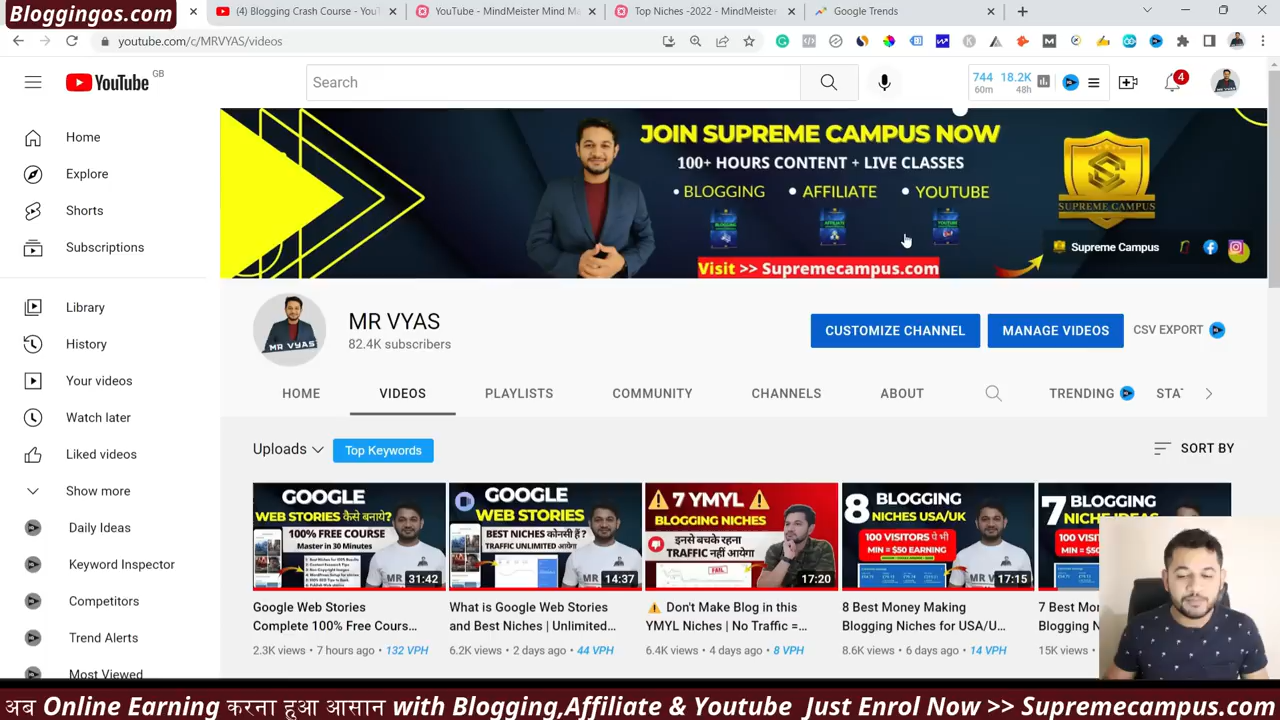 Bloggingos.com
(4) Blogging Crash Course - YouT
YouTube - MindMeister Mind Ma
Top Niches -2022 - MindMeister
Google Trends
youtube.com/c/MRVYAS/videos
YouTube GB
Search
744 18.2K
60m 48h
4
Home
Explore
Shorts
Subscriptions
Library
History
Your videos
Watch later
Liked videos
Show more
Daily Ideas
Keyword Inspector
Competitors
Trend Alerts
Most Viewed
JOIN SUPREME CAMPUS NOW
100+ HOURS CONTENT + LIVE CLASSES
• BLOGGING • AFFILIATE • YOUTUBE
Visit >> Supremecampus.com
SUPREME CAMPUS
Supreme Campus
MR VYAS
MR VYAS
82.4K subscribers
CUSTOMIZE CHANNEL
MANAGE VIDEOS
CSV EXPORT
HOME
VIDEOS
PLAYLISTS
COMMUNITY
CHANNELS
ABOUT
TRENDING
STAT
Uploads
Top Keywords
SORT BY
GOOGLE
WEB STORIES कैसे बनाये?
100% FREE COURSE
Master in 30 Minutes
31:42
Google Web Stories
Complete 100% Free Cours...
2.3K views • 7 hours ago • 132 VPH
GOOGLE
WEB STORIES
BEST NICHES कोनसी हैं ?
TRAFFIC UNLIMITED आयेगा
14:37
What is Google Web Stories
and Best Niches | Unlimited...
6.2K views • 2 days ago • 44 VPH
7 YMYL
BLOGGING NICHES
इनसे बचके रहना
TRAFFIC नहीं आयेगा
FAIL
17:20
Don't Make Blog in this
YMYL Niches | No Traffic =...
6.4K views • 4 days ago • 8 VPH
8 BLOGGING
NICHES USA/UK
100 VISITORS पे भी
MIN = $50 EARNING
17:15
8 Best Money Making
Blogging Niches for USA/U...
8.6K views • 6 days ago • 14 VPH
7 BLOGGING
NICHE IDEAS
7 Best Mon
Blogging N
15K views •
अब Online Earning करना हुआ आसान with Blogging,Affiliate & Youtube Just Enrol Now >> Supremecampus.com